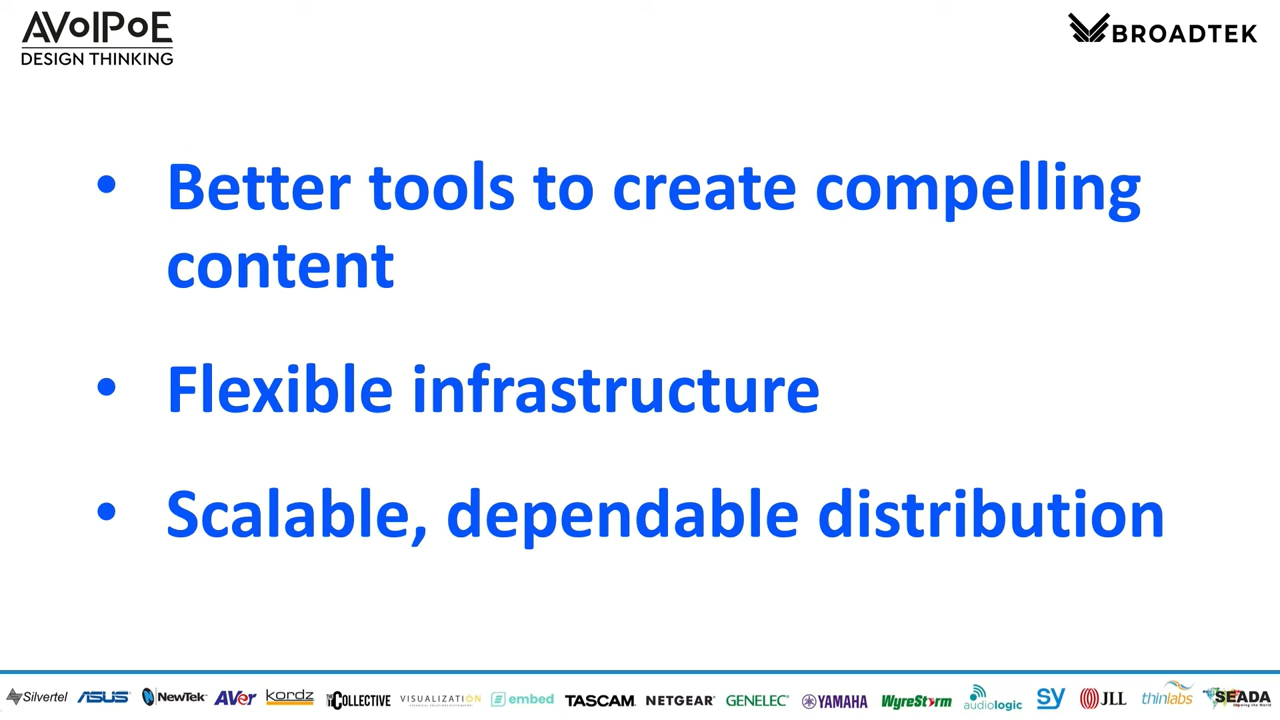 AVoIPoE
DESIGN THINKING
BROADTEK
• Better tools to create compelling
content
• Flexible infrastructure
• Scalable, dependable distribution
Silvertel ASUS NewTek AVer kordz THE COLLECTIVE VISUALIZATION embed TASCAM NETGEAR GENELEC YAMAHA WyreStorm audiologic sy JLL thinlabs SEADA